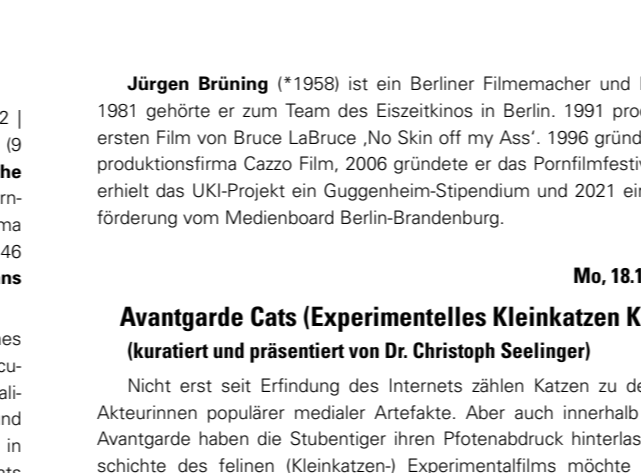 2 |
(9
he
rn-
ma
46
ns
nes
cu-
ali-
nd
in
Jürgen Brüning (*1958) ist ein Berliner Filmemacher und
1981 gehörte er zum Team des Eiszeitkinos in Berlin. 1991 pro
ersten Film von Bruce LaBruce ‚No Skin off my Ass‘. 1996 gründ
produktionsfirma Cazzo Film, 2006 gründete er das Pornfilmfesti
erhielt das UKI-Projekt ein Guggenheim-Stipendium und 2021 ei
förderung vom Medienboard Berlin-Brandenburg.
Mo, 18.1
Avantgarde Cats (Experimentelles Kleinkatzen K
(kuratiert und präsentiert von Dr. Christoph Seelinger)
Nicht erst seit Erfindung des Internets zählen Katzen zu de
Akteurinnen populärer medialer Artefakte. Aber auch innerhalb
Avantgarde haben die Stubentiger ihren Pfotenabdruck hinterlas
schichte des felinen (Kleinkatzen-) Experimentalfilms möchte